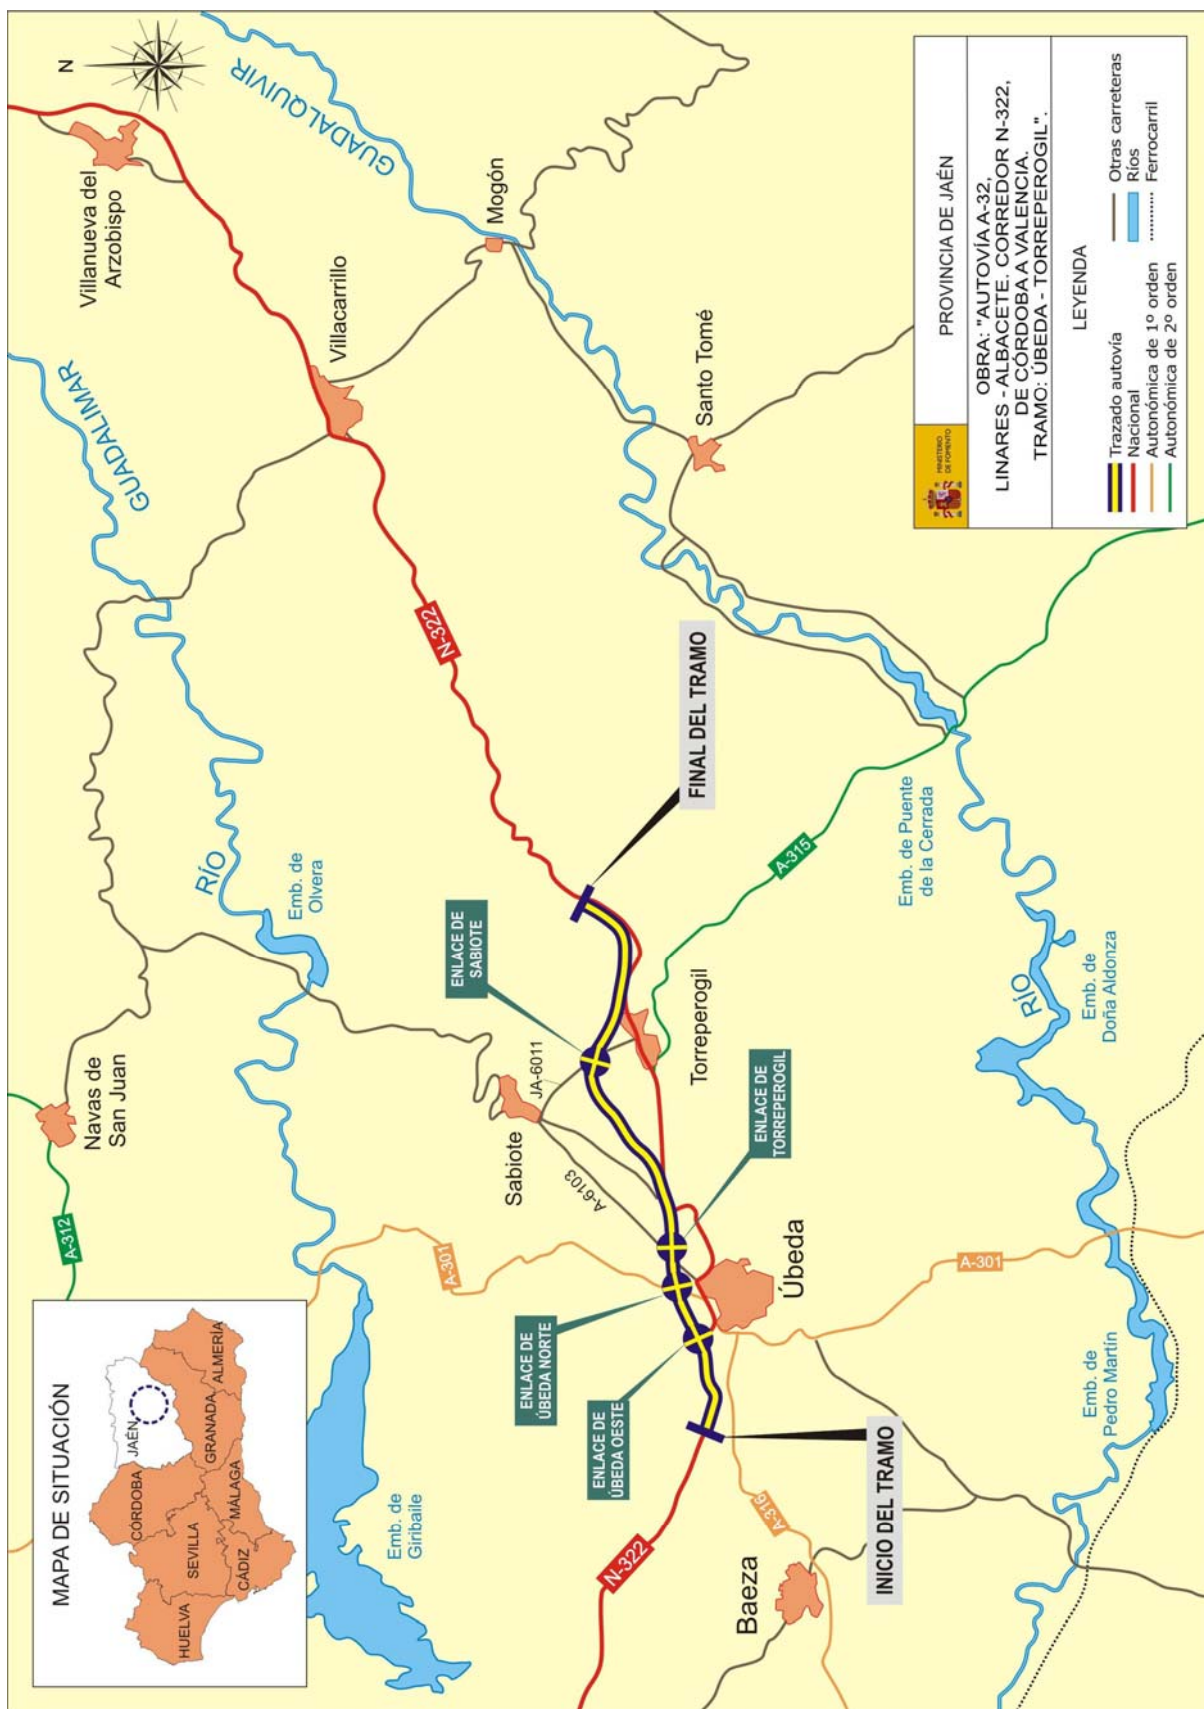 MAPA DE SITUACIÓN
HUELVA
SEVILLA
CÓRDOBA
JAÉN
CÁDIZ
MÁLAGA
GRANADA
ALMERÍA
A-312
Navas de
San Juan
GUADALIMAR
Villanueva del
Arzobispo
N
RÍO
Emb. de
Olvera
Emb. de
Giribaile
A-301
Villacarrillo
GUADALQUIVIR
Mogón
Sabiote
JA-6011
A-6103
ENLACE DE
SABIOTE
N-322
ENLACE DE
ÚBEDA NORTE
ENLACE DE
ÚBEDA OESTE
N-322
Torreperogil
FINAL DEL TRAMO
Santo Tomé
ENLACE DE
TORREPEROGIL
Úbeda
A-315
Baeza
A-316
INICIO DEL TRAMO
A-301
Emb. de Puente
de la Cerrada
RÍO
Emb. de
Doña Aldonza
Emb. de
Pedro Martín
MINISTERIO
DE FOMENTO
PROVINCIA DE JAÉN
OBRA: "AUTOVÍA A-32,
LINARES - ALBACETE. CORREDOR N-322,
DE CÓRDOBA A VALENCIA.
TRAMO: ÚBEDA - TORREPEROGIL".
LEYENDA
Trazado autovía
Nacional
Autonómica de 1º orden
Autonómica de 2º orden
Otras carreteras
Ríos
Ferrocarril